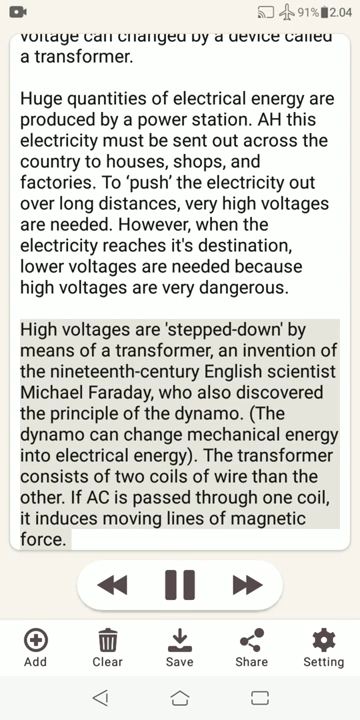 91% 2.04
voltage can changed by a device called
a transformer.
Huge quantities of electrical energy are
produced by a power station. AH this
electricity must be sent out across the
country to houses, shops, and
factories. To ‘push’ the electricity out
over long distances, very high voltages
are needed. However, when the
electricity reaches it's destination,
lower voltages are needed because
high voltages are very dangerous.
High voltages are 'stepped-down' by
means of a transformer, an invention of
the nineteenth-century English scientist
Michael Faraday, who also discovered
the principle of the dynamo. (The
dynamo can change mechanical energy
into electrical energy). The transformer
consists of two coils of wire than the
other. If AC is passed through one coil,
it induces moving lines of magnetic
force.
Add Clear Save Share Setting